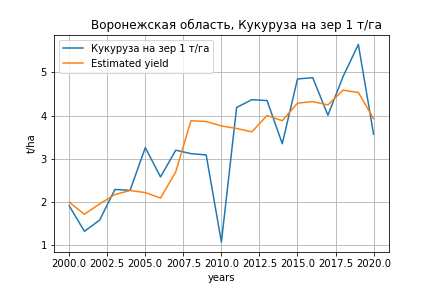 Воронежская область, Кукуруза на зер 1 т/га
Кукуруза на зер 1 т/га
Estimated yield
5
4
3
2
1
t/ha
2000.0 2002.5 2005.0 2007.5 2010.0 2012.5 2015.0 2017.5 2020.0
years